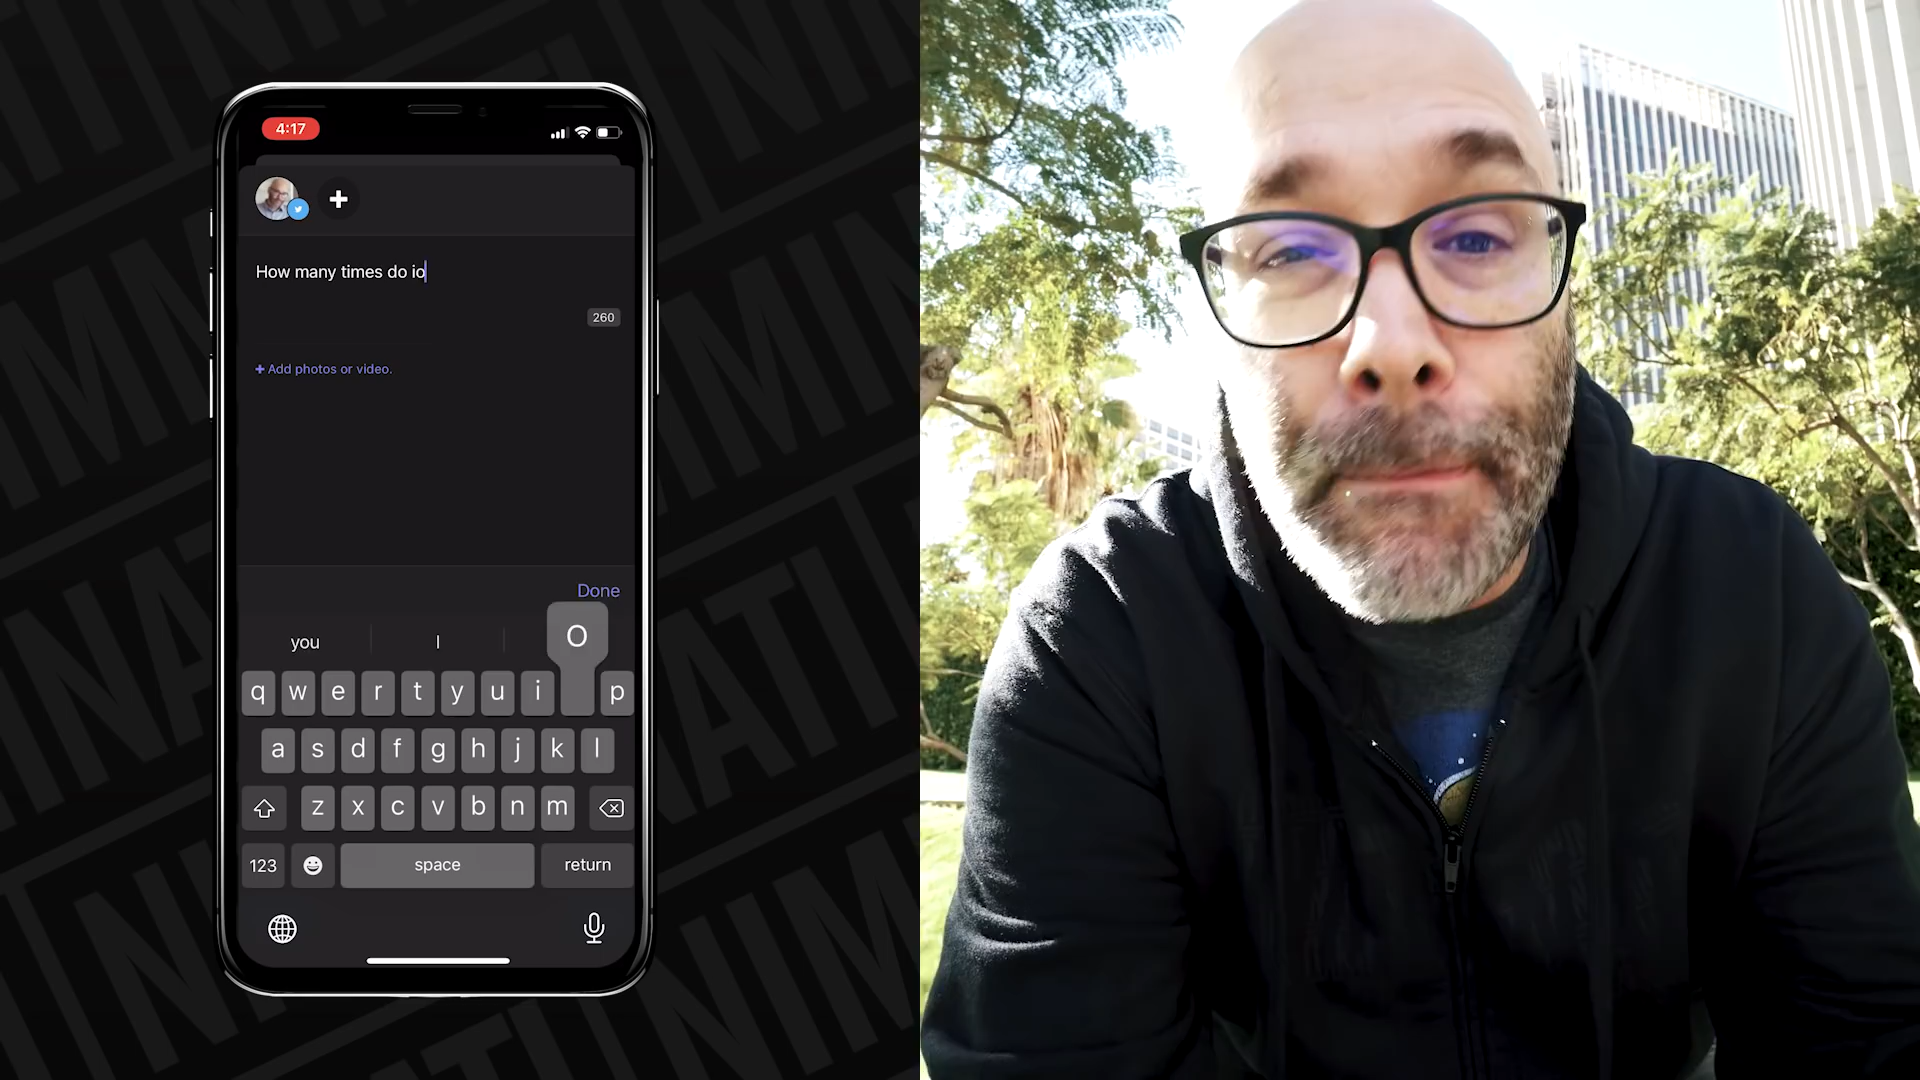 4:17
How many times do io
260
+ Add photos or video.
Done
you I O
q w e r t y u i p
a s d f g h j k l
z x c v b n m
123 space return